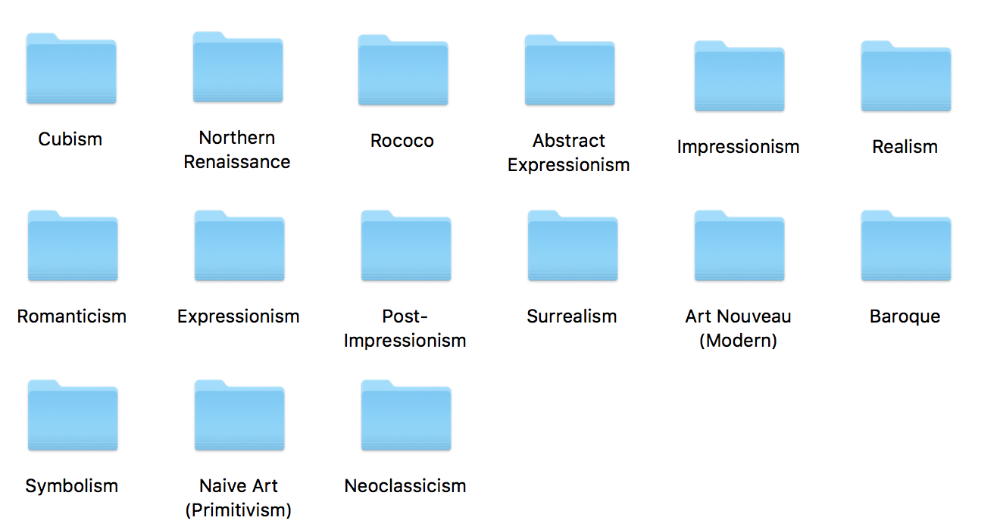 Cubism
Northern
Renaissance
Rococo
Abstract
Expressionism
Impressionism
Realism
Romanticism
Expressionism
Post-
Impressionism
Surrealism
Art Nouveau
(Modern)
Baroque
Symbolism
Naive Art
(Primitivism)
Neoclassicism